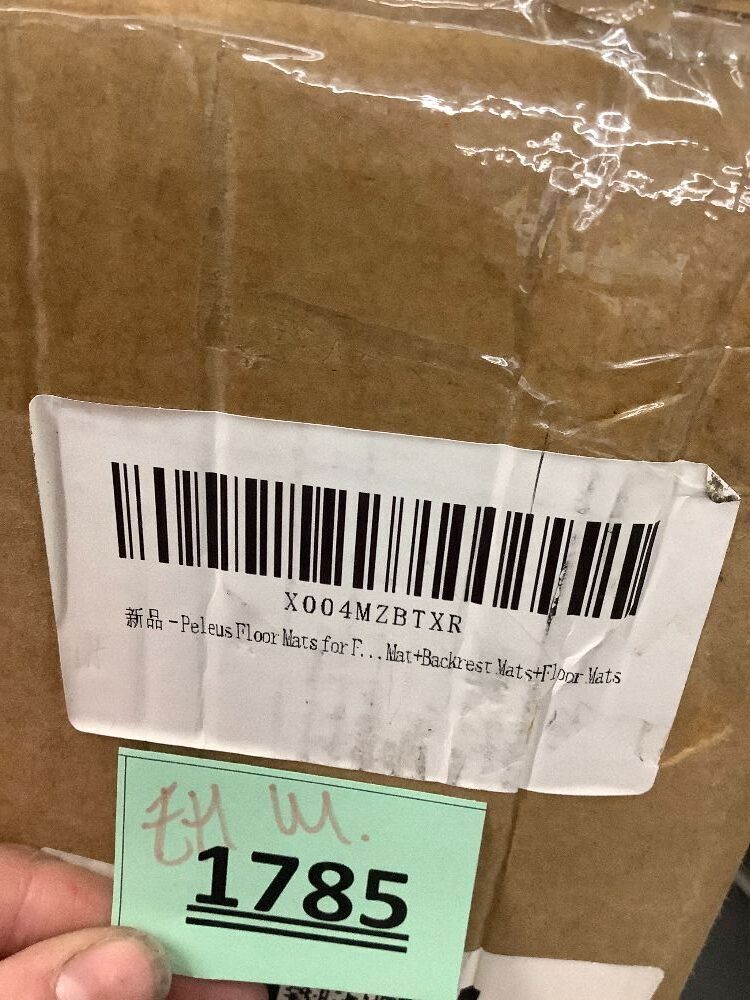 X004MZBTXR
新品 -Peleus Floor Mats for F... Mat+Backrest Mats+Floor Mats
1785